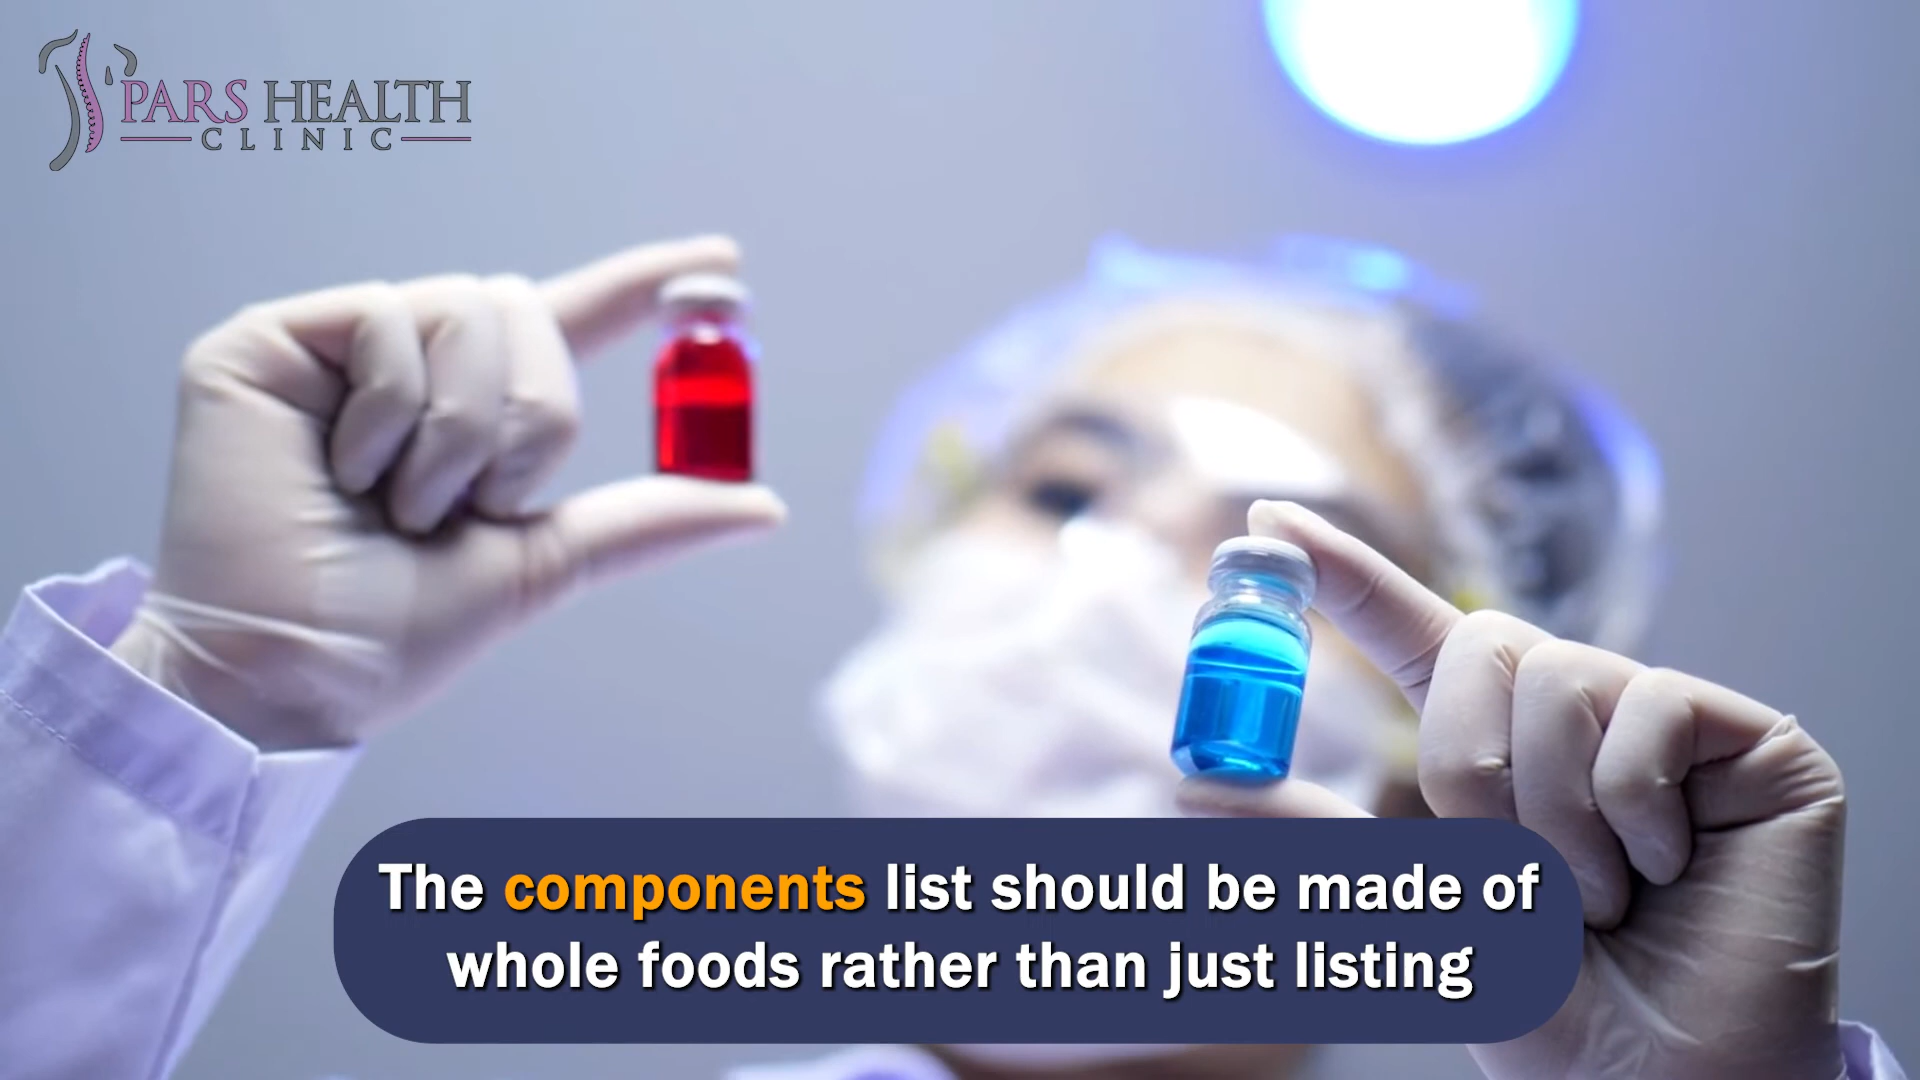 PARS HEALTH
CLINIC
The components list should be made of
whole foods rather than just listing